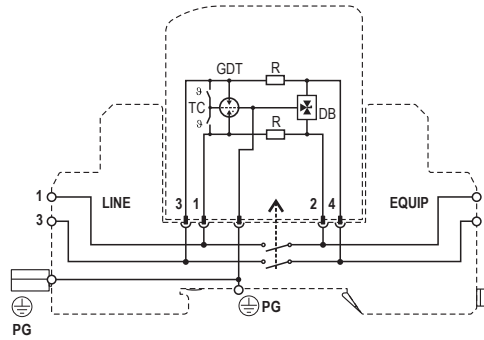 GDT R
ϑ
TC
ϑ
R DB
1 LINE 3 1 2 4 EQUIP
3
PG
PG